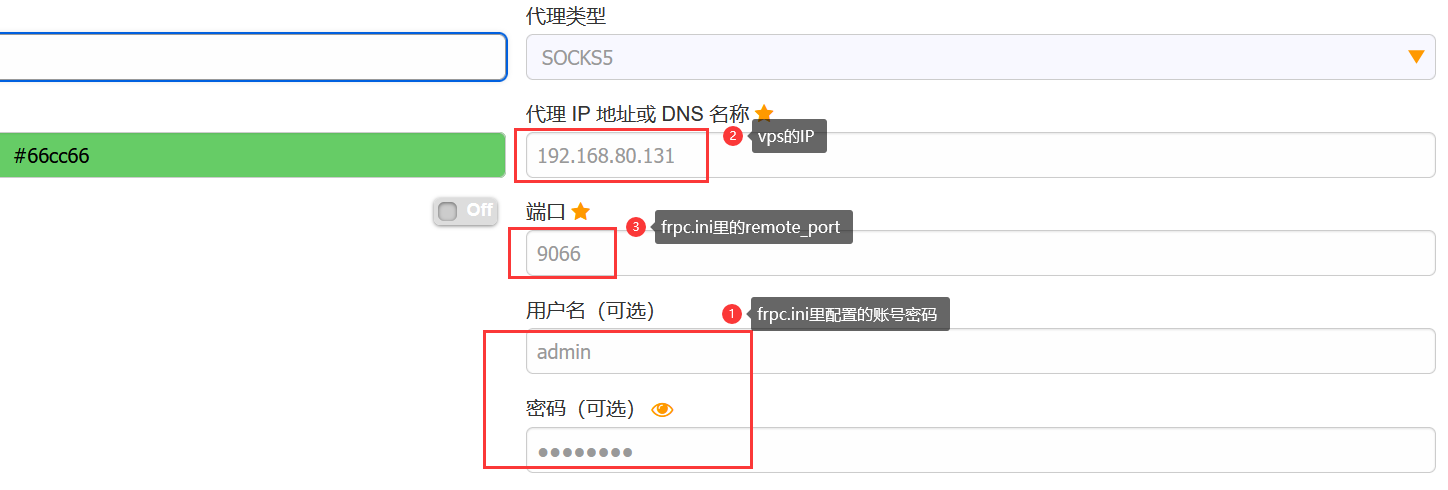 代理类型
SOCKS5
代理 IP 地址或 DNS 名称
2 vps的IP
#66cc66
192.168.80.131
Off
端口
3 frpc.ini里的remote_port
9066
用户名（可选）
1 frpc.ini里配置的账号密码
admin
密码（可选）
●●●●●●●●